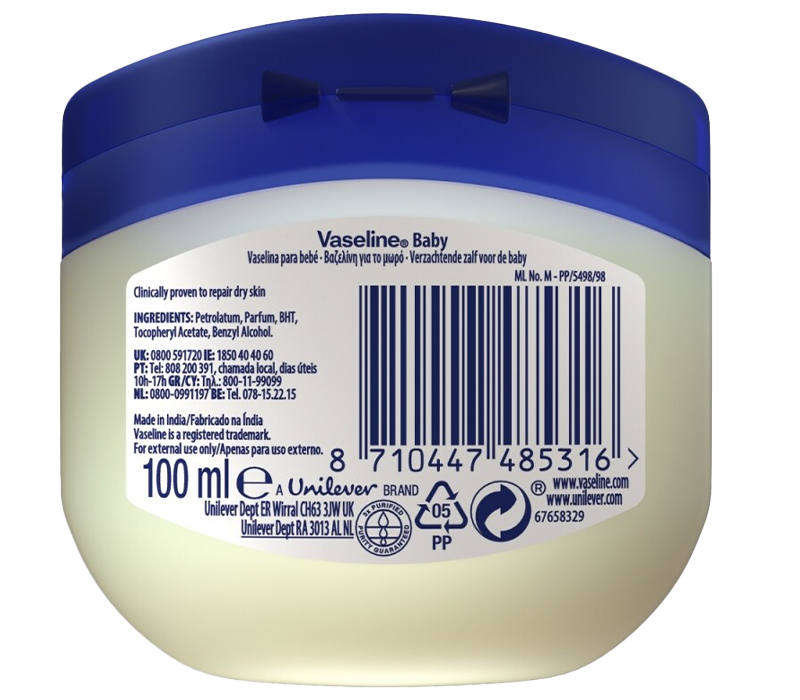 Vaseline® Baby
Vaselina para bebé · Βαζελίνη για το μωρό · Verzachtende zalf voor de baby
ML No. M - PP/5498/98
Clinically proven to repair dry skin
INGREDIENTS: Petrolatum, Parfum, BHT,
Tocopheryl Acetate, Benzyl Alcohol.
UK: 0800 591720 IE: 1850 40 40 60
PT: Tel: 808 200 391, chamada local, dias úteis
10h-17h GR/CY: Τηλ.: 800-11-99099
NL: 0800-0991197 BE: Tel. 078-15.22.15
Made in India/Fabricado na Índia
Vaseline is a registered trademark.
For external use only/Apenas para uso externo.
8 710447 485316 >
100 ml e A Unilever BRAND
Unilever Dept ER Wirral CH63 3JW UK
Unilever Dept RA 3013 AL NL
3x PURIFIED
PURITY GUARANTEED
05
PP
®
www.vaseline.com
www.unilever.com
67658329